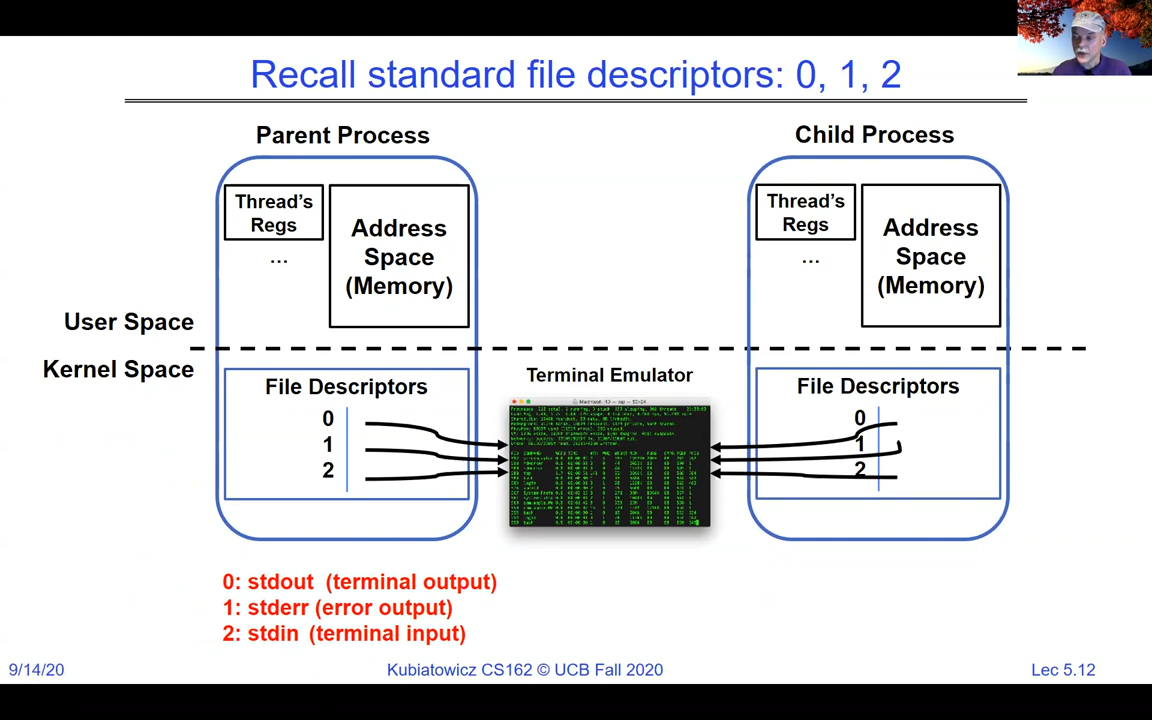 Recall standard file descriptors: 0, 1, 2
Parent Process
Child Process
Thread's
Regs
...
Address
Space
(Memory)
Thread's
Regs
...
Address
Space
(Memory)
User Space
Kernel Space
File Descriptors
0
1
2
Terminal Emulator
File Descriptors
0
1
2
0: stdout (terminal output)
1: stderr (error output)
2: stdin (terminal input)
9/14/20
Kubiatowicz CS162 © UCB Fall 2020
Lec 5.12